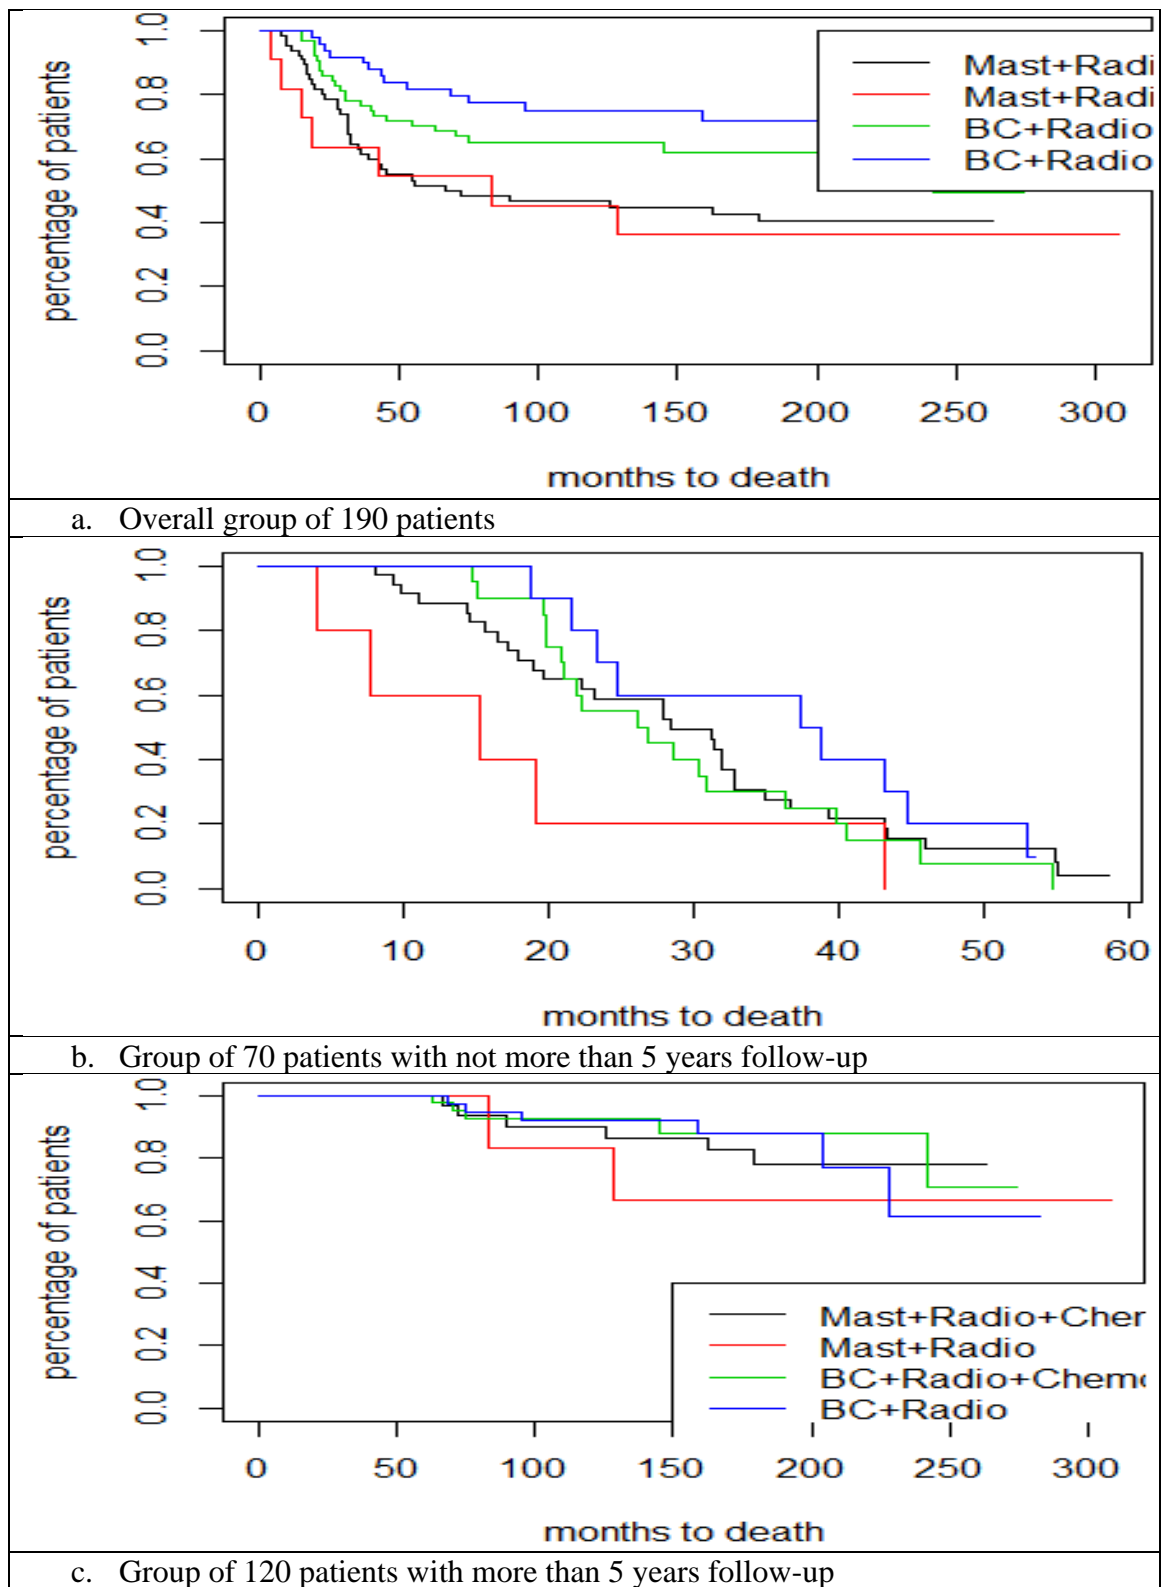 percentage of patients
1.0
0.8
0.6
0.4
0.2
0.0
Mast+Radi
Mast+Radi
BC+Radio
BC+Radio
0 50 100 150 200 250 300
months to death
a. Overall group of 190 patients
percentage of patients
1.0
0.8
0.6
0.4
0.2
0.0
0 10 20 30 40 50 60
months to death
b. Group of 70 patients with not more than 5 years follow-up
percentage of patients
1.0
0.8
0.6
0.4
0.2
0.0
Mast+Radio+Cher
Mast+Radio
BC+Radio+Chem
BC+Radio
0 50 100 150 200 250 300
months to death
c. Group of 120 patients with more than 5 years follow-up